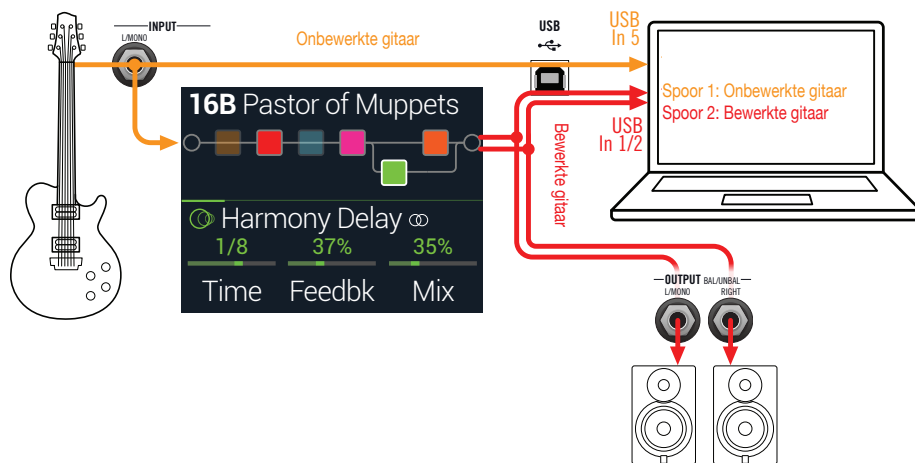 INPUT
L/MONO
Onbewerkte gitaar
USB
USB
In 5
16B Pastor of Muppets
Spoor 1: Onbewerkte gitaar
Spoor 2: Bewerkte gitaar
USB
In 1/2
Bewerkte gitaar
Harmony Delay
1/8 37% 35%
Time Feedbk Mix
OUTPUT BAL/UNBAL
L/MONO RIGHT